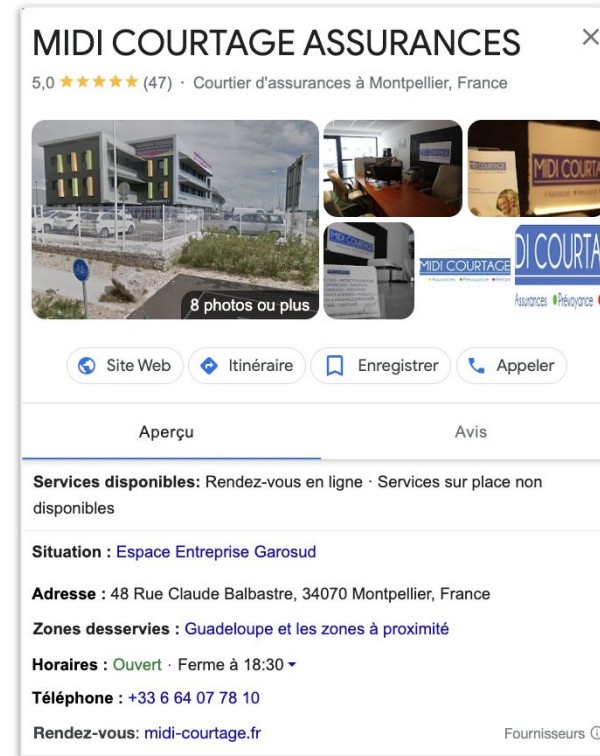 MIDI COURTAGE ASSURANCES
5,0 ★★★★★ (47) · Courtier d'assurances à Montpellier, France
MIDI COURTA
MIDI COURTAGE
DI COURTA
Assurances Prévoyance
8 photos ou plus
Site Web
Itinéraire
Enregistrer
Appeler
Aperçu
Avis
Services disponibles: Rendez-vous en ligne · Services sur place non
disponibles
Situation : Espace Entreprise Garosud
Adresse : 48 Rue Claude Balbastre, 34070 Montpellier, France
Zones desservies : Guadeloupe et les zones à proximité
Horaires : Ouvert · Ferme à 18:30
Téléphone : +33 6 64 07 78 10
Rendez-vous: midi-courtage.fr
Fournisseurs